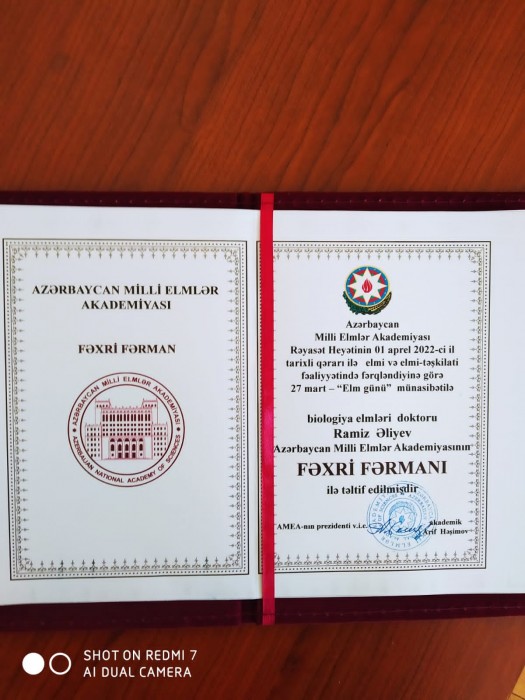 AZƏRBAYCAN MİLLİ ELMLƏR
AKADEMİYASI
FƏXRİ FƏRMAN
AZƏRBAYCAN MİLLİ ELMLƏR AKADEMİYASI
AZERBAIJAN NATIONAL ACADEMY OF SCIENCES
Azərbaycan
Milli Elmlər Akademiyası
Rəyasət Heyətinin 01 aprel 2022-ci il
tarixli qərarı ilə elmi və elmi-təşkilati
fəaliyyətində fərqləndiyinə görə
27 mart – “Elm günü” münasibətilə
biologiya elmləri doktoru
Ramiz Əliyev
Azərbaycan Milli Elmlər Akademiyasının
FƏXRİ FƏRMANI
ilə təltif edilmişdir
AMEA-nın prezidenti v.i.e.
akademik
Arif Həşimov
SHOT ON REDMI 7
AI DUAL CAMERA